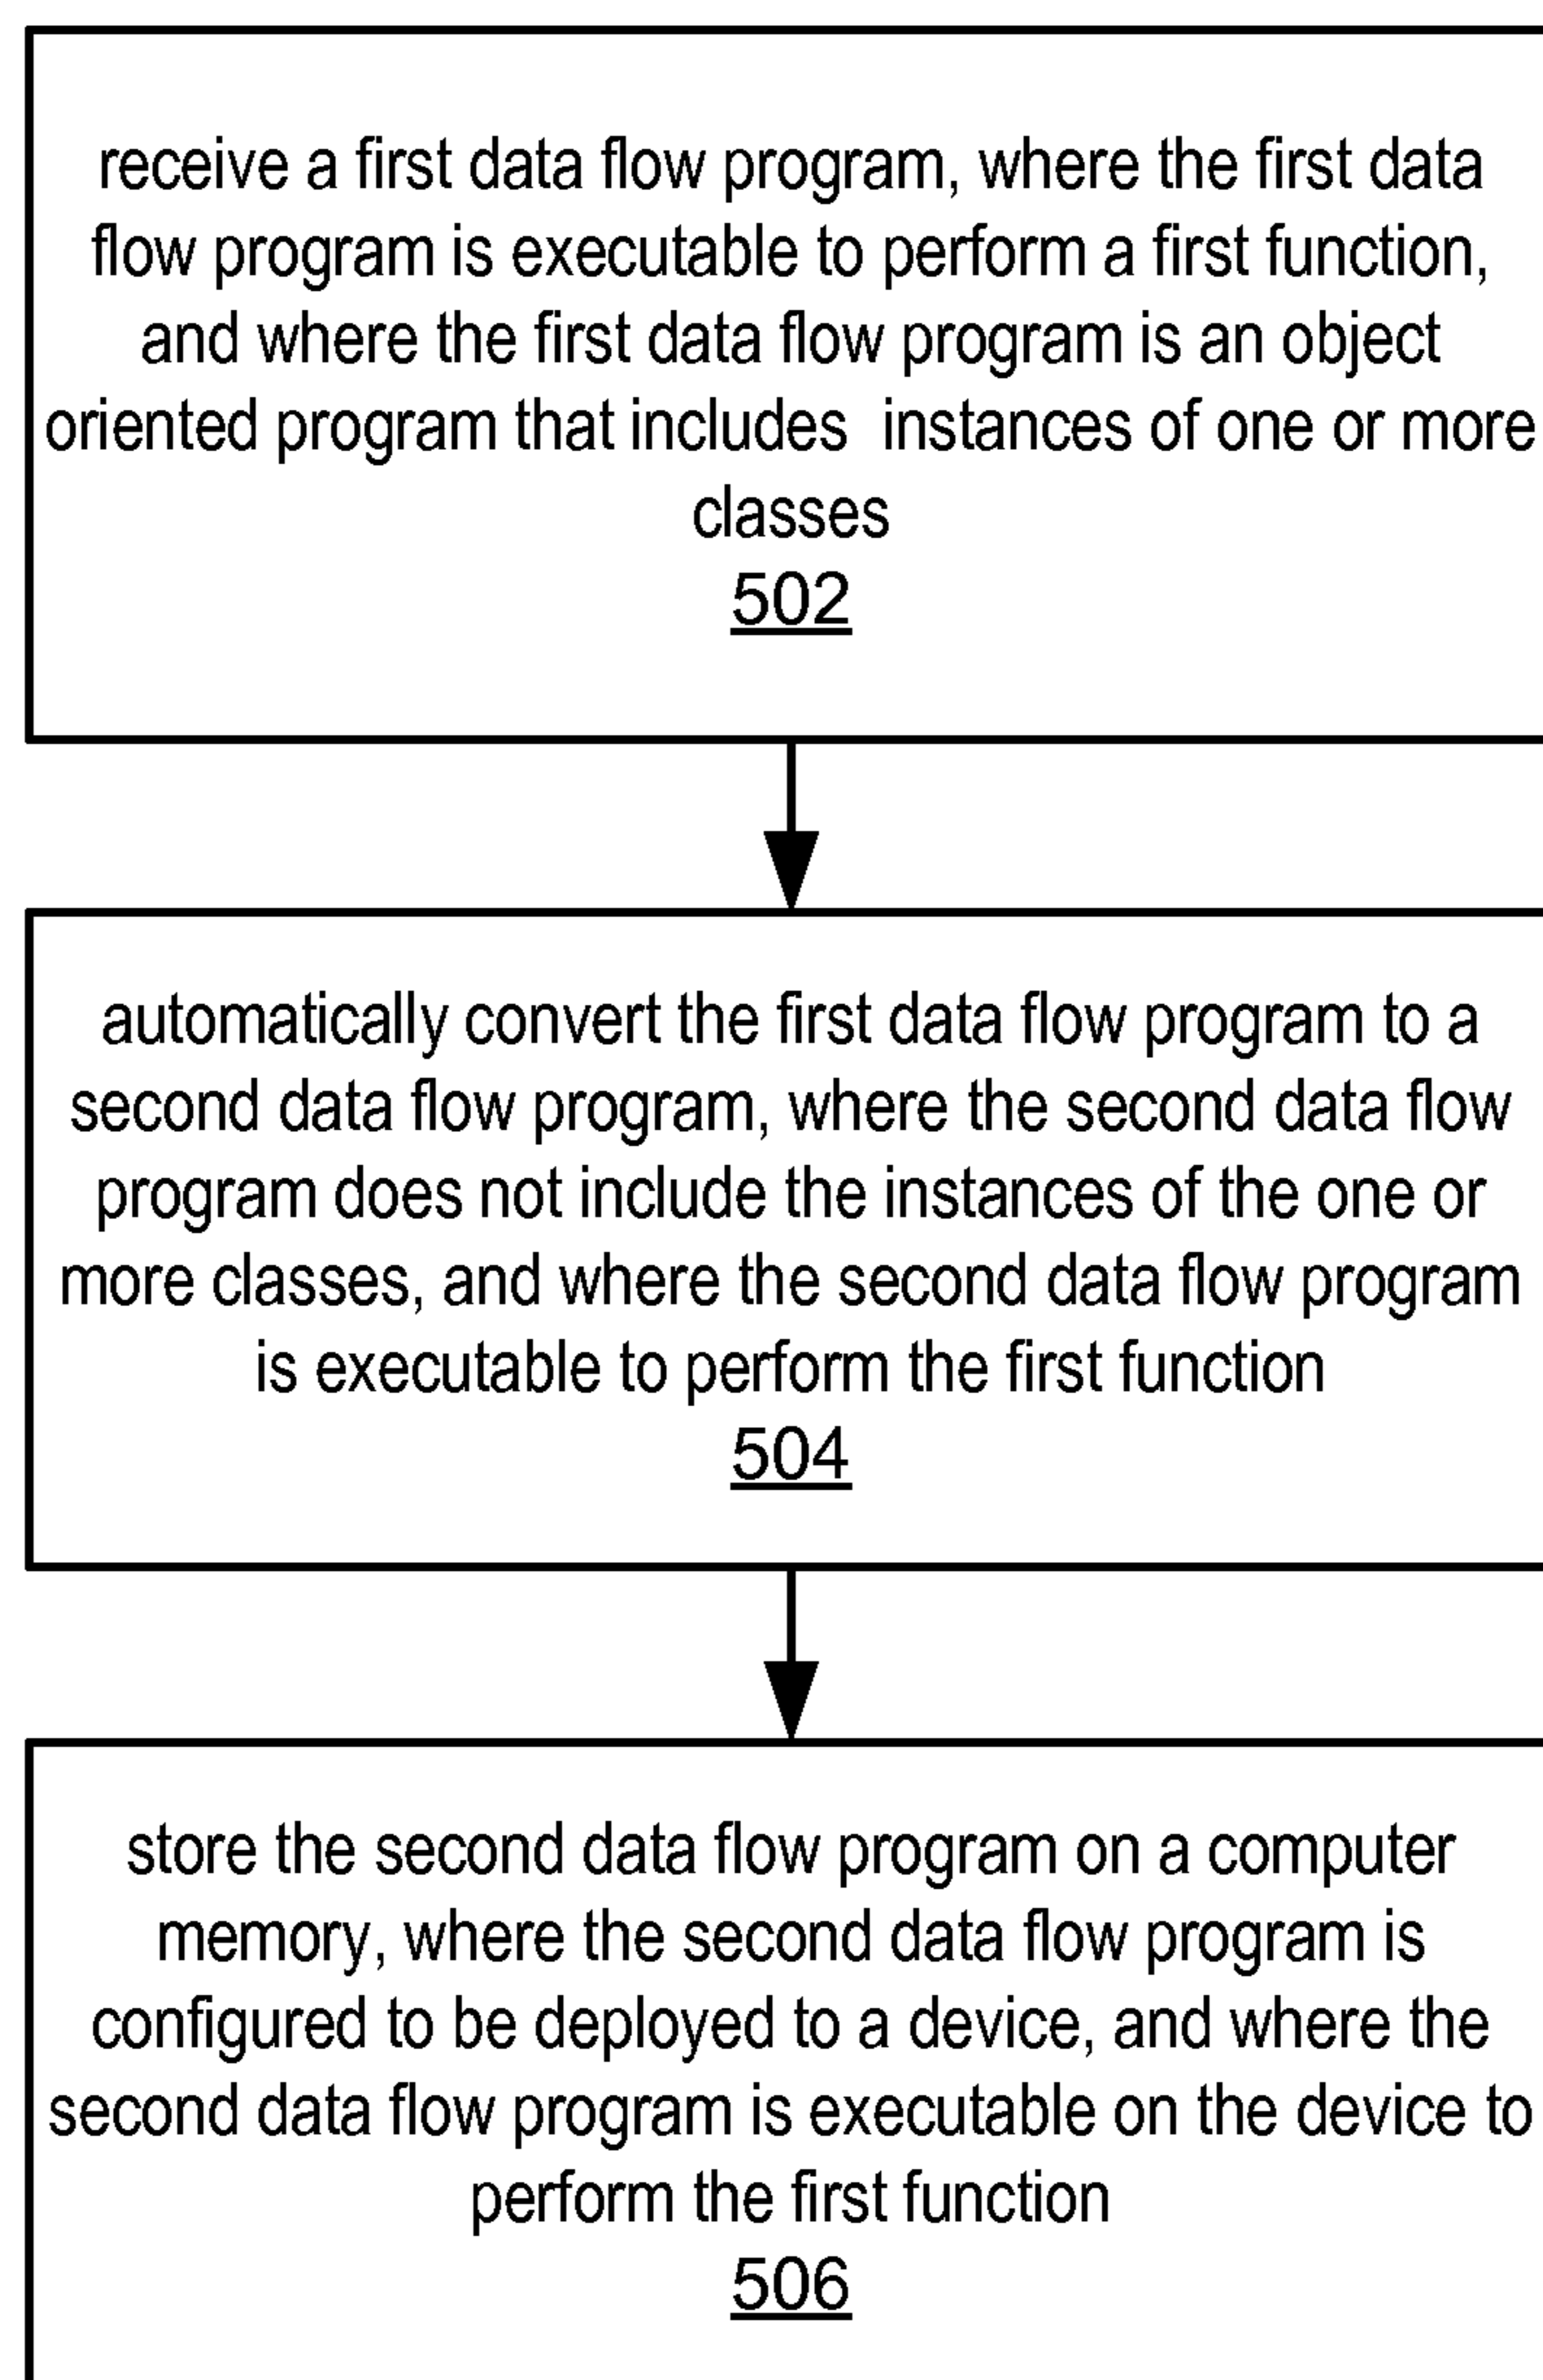 receive a first data flow program, where the first data
flow program is executable to perform a first function,
and where the first data flow program is an object
oriented program that includes  instances of one or more
classes
502
automatically convert the first data flow program to a
second data flow program, where the second data flow
program does not include the instances of the one or
more classes, and where the second data flow program
is executable to perform the first function
504
store the second data flow program on a computer
memory, where the second data flow program is
configured to be deployed to a device, and where the
second data flow program is executable on the device to
perform the first function
506